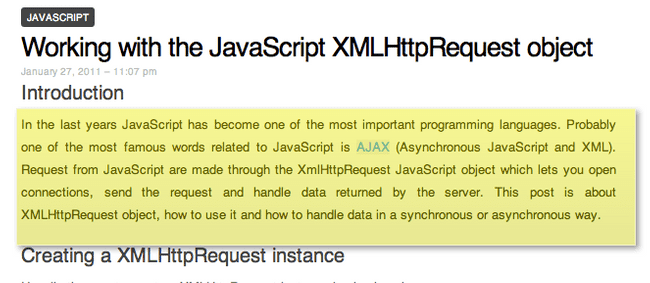 JAVASCRIPT
Working with the JavaScript XMLHttpRequest object
January 27, 2011 – 11:07 pm
Introduction
In the last years JavaScript has become one of the most important programming languages. Probably
one of the most famous words related to JavaScript is AJAX (Asynchronous JavaScript and XML).
Request from JavaScript are made through the XmlHttpRequest JavaScript object which lets you open
connections, send the request and handle data returned by the server. This post is about
XMLHttpRequest object, how to use it and how to handle data in a synchronous or asynchronous way.
Creating a XMLHttpRequest instance